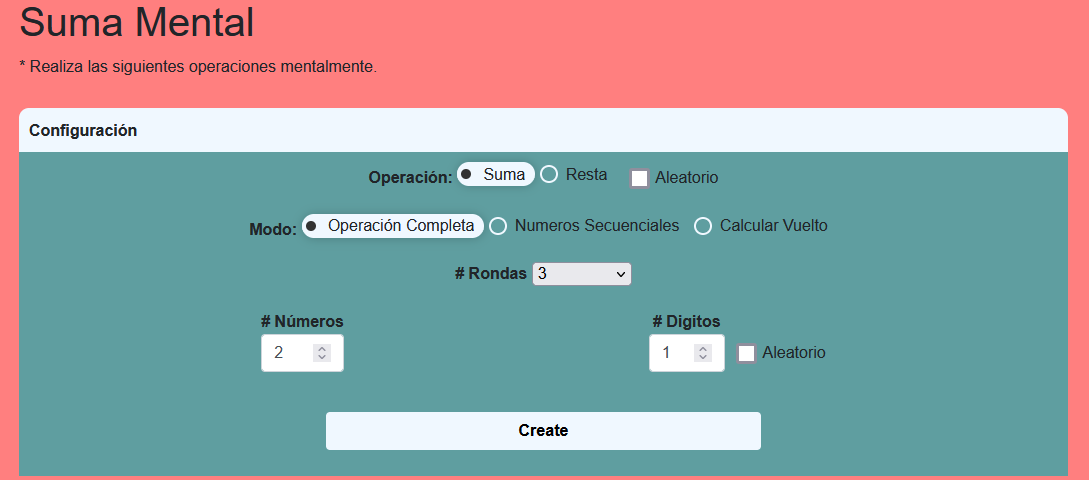 Suma Mental
* Realiza las siguientes operaciones mentalmente.
Configuración
Operación: Suma Resta Aleatorio
Modo: Operación Completa Numeros Secuenciales Calcular Vuelto
# Rondas 3
# Números # Digitos
2 1 Aleatorio
Create